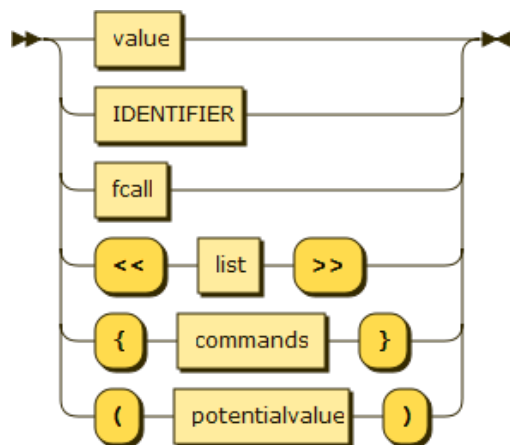 value
IDENTIFIER
fcall
<< list >>
{ commands }
( potentialvalue )